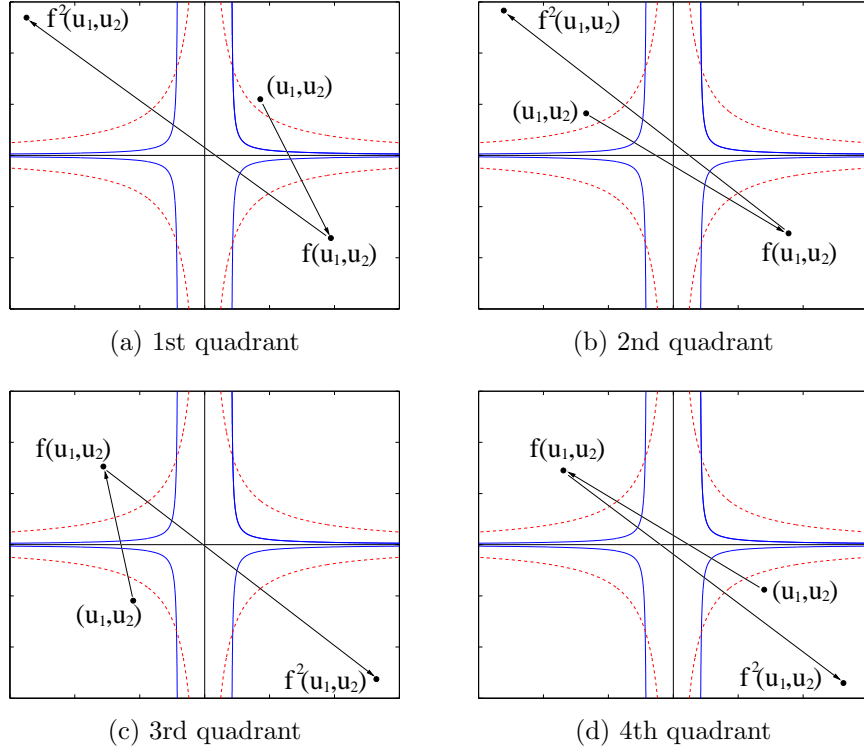 f²(u₁,u₂)
(u₁,u₂)
f(u₁,u₂)
(a) 1st quadrant
f²(u₁,u₂)
(u₁,u₂)
f(u₁,u₂)
(b) 2nd quadrant
f(u₁,u₂)
(u₁,u₂)
f²(u₁,u₂)
(c) 3rd quadrant
f(u₁,u₂)
(u₁,u₂)
f²(u₁,u₂)
(d) 4th quadrant